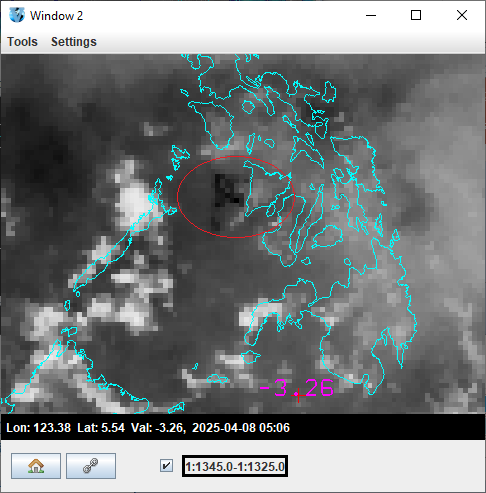 Window 2
Tools Settings
-3.26
Lon: 123.38 Lat: 5.54 Val: -3.26, 2025-04-08 05:06
1:1345.0-1:1325.0